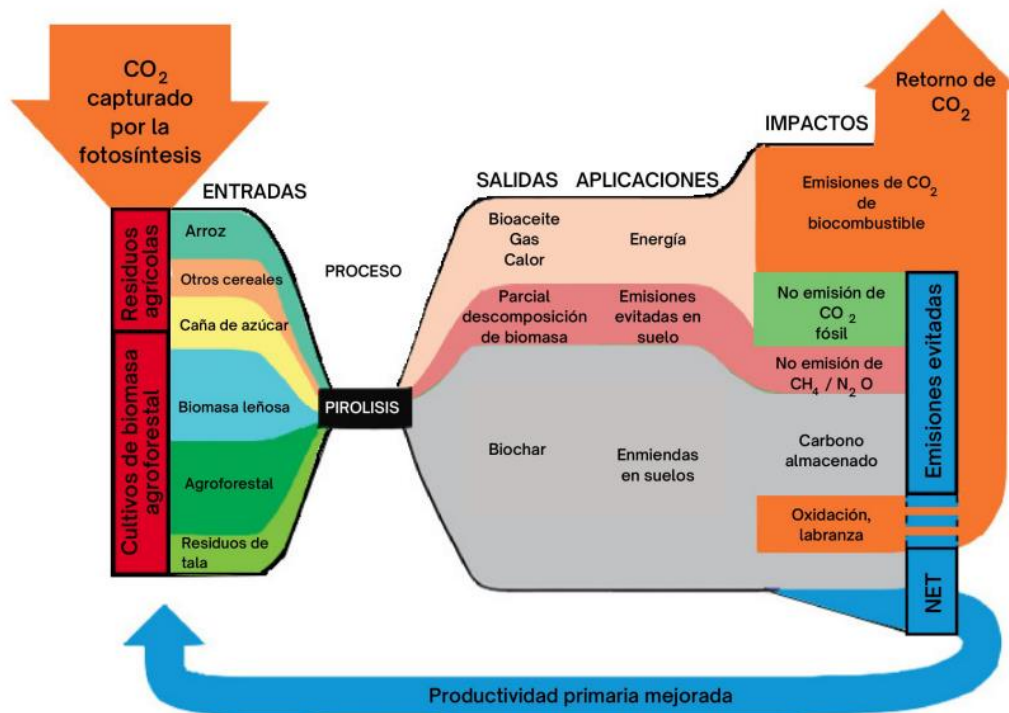 CO2
capturado
por la
fotosíntesis
Retorno de
CO2
ENTRADAS
PROCESO
SALIDAS
APLICACIONES
IMPACTOS
Residuos
agrícolas
Cultivos de biomasa
agroforestal
Arroz
Otros cereales
Caña de azúcar
Biomasa leñosa
Agroforestal
Residuos de
tala
PIROLISIS
Bioaceite
Gas
Calor
Energía
Emisiones de CO2
de
biocombustible
Parcial
descomposición
de biomasa
Emisiones
evitadas en
suelo
No emisión de
CO2
fósil
No emisión de
CH4 / N2O
Biochar
Enmiendas
en suelos
Carbono
almacenado
Oxidación,
labranza
Emisiones evitadas
NET
Productividad primaria mejorada